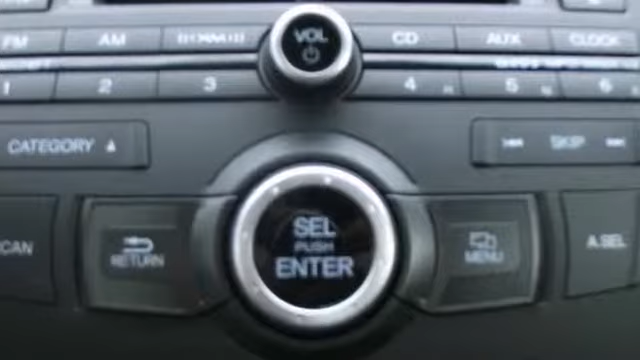 FM AM VOL CD AUX CLOCK
1 2 3 4 5 6
CATEGORY SKIP
SCAN RETURN SEL MENU A.SEL
PUSH
ENTER